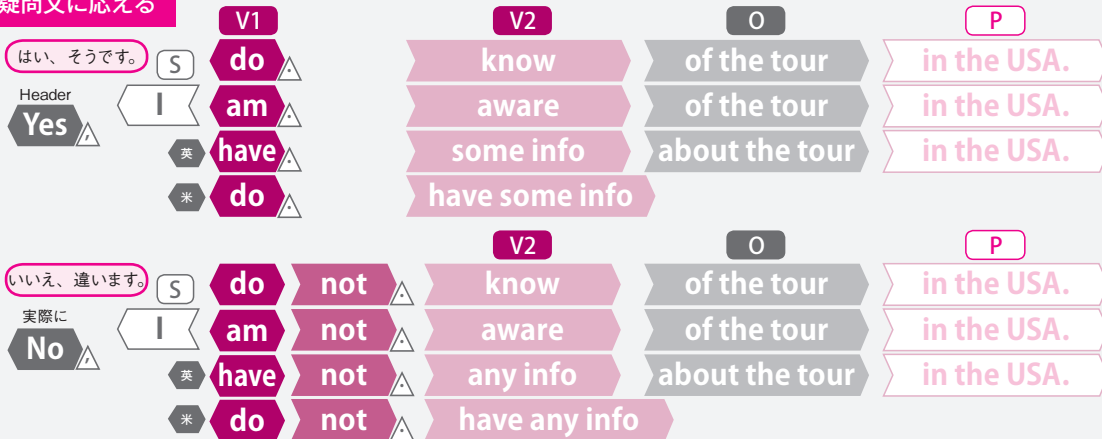 疑問文に応える
V1 V2 O P
はい、そうです。 S do . know of the tour in the USA.
Header
Yes , I am . aware of the tour in the USA.
英 have . some info about the tour in the USA.
米 do . have some info
V2 O P
いいえ、違います。 S do not . know of the tour in the USA.
実際に
No , I am not . aware of the tour in the USA.
英 have not . any info about the tour in the USA.
米 do not . have any info